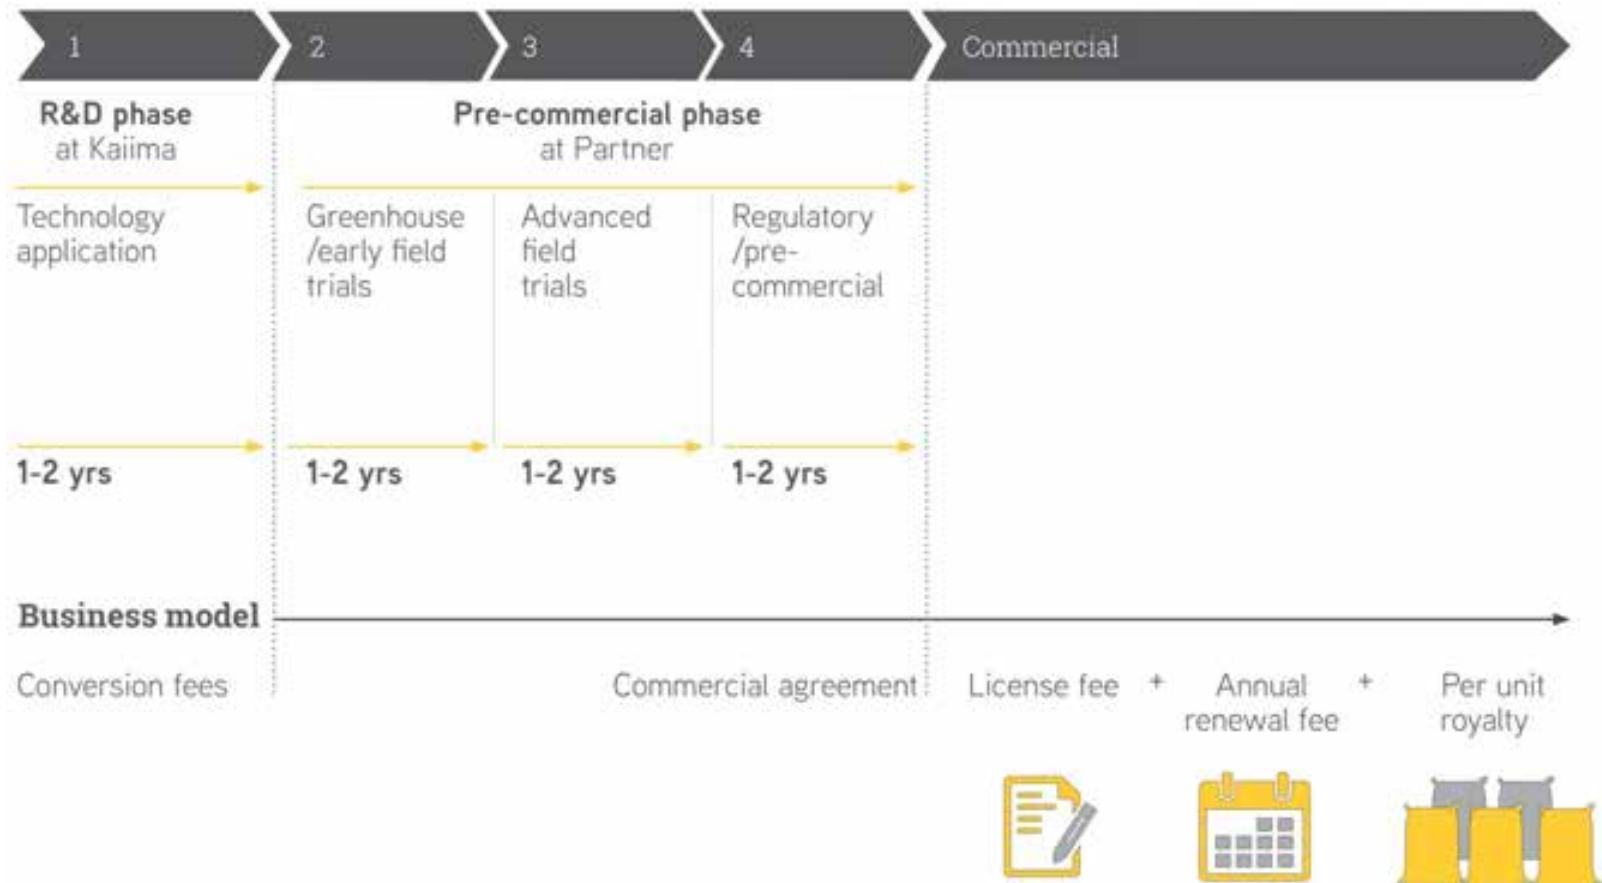 1
2
3
4
Commercial
R&D phase
at Kaiima
Pre-commercial phase
at Partner
Technology
application
Greenhouse
/early field
trials
Advanced
field
trials
Regulatory
/pre-
commercial
1-2 yrs
1-2 yrs
1-2 yrs
1-2 yrs
Business model
Conversion fees
Commercial agreement
License fee
+
Annual
renewal fee
+
Per unit
royalty